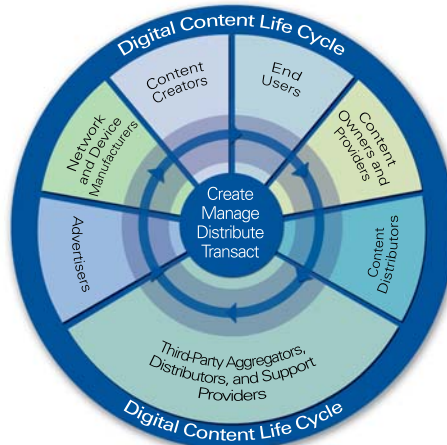 Digital Content Life Cycle
Content
Creators
End
Users
Network
and Device
Manufacturers
Content
Owners and
Providers
Create
Manage
Distribute
Transact
Advertisers
Content
Distributors
Third-Party Aggregators,
Distributors, and Support
Providers
Digital Content Life Cycle